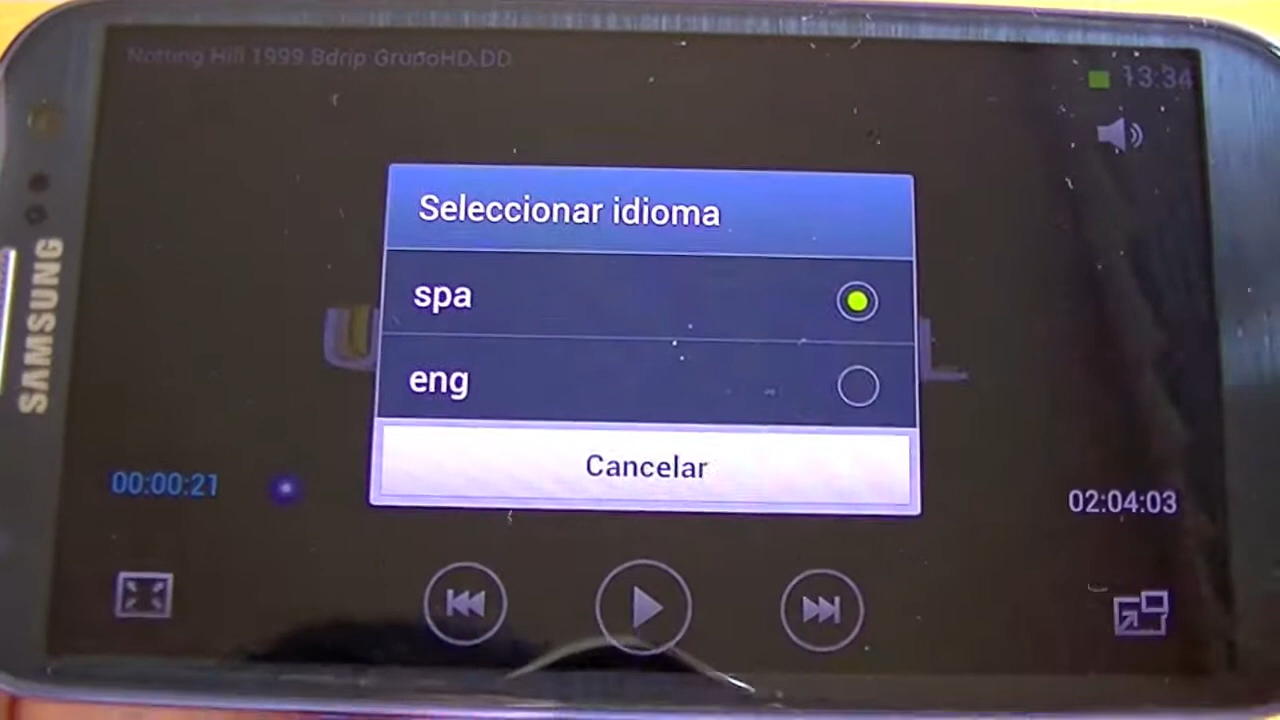 Notting Hill 1999 Bdrip GrupoHD.DD
13:34
SAMSUNG
Seleccionar idioma
spa
eng
Cancelar
00:00:21
02:04:03